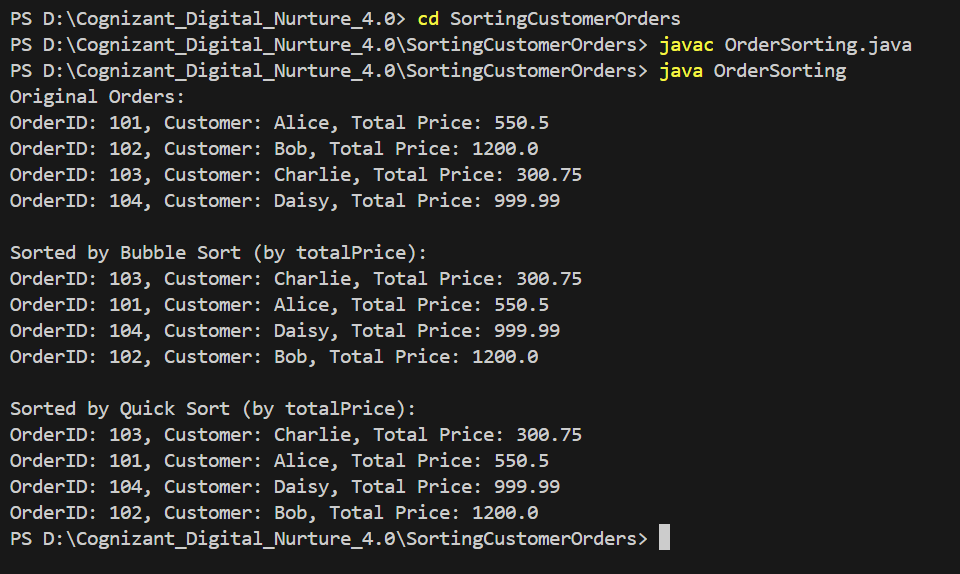 PS D:\Cognizant_Digital_Nurture_4.0> cd SortingCustomerOrders
PS D:\Cognizant_Digital_Nurture_4.0\SortingCustomerOrders> javac OrderSorting.java
PS D:\Cognizant_Digital_Nurture_4.0\SortingCustomerOrders> java OrderSorting
Original Orders:
OrderID: 101, Customer: Alice, Total Price: 550.5
OrderID: 102, Customer: Bob, Total Price: 1200.0
OrderID: 103, Customer: Charlie, Total Price: 300.75
OrderID: 104, Customer: Daisy, Total Price: 999.99

Sorted by Bubble Sort (by totalPrice):
OrderID: 103, Customer: Charlie, Total Price: 300.75
OrderID: 101, Customer: Alice, Total Price: 550.5
OrderID: 104, Customer: Daisy, Total Price: 999.99
OrderID: 102, Customer: Bob, Total Price: 1200.0

Sorted by Quick Sort (by totalPrice):
OrderID: 103, Customer: Charlie, Total Price: 300.75
OrderID: 101, Customer: Alice, Total Price: 550.5
OrderID: 104, Customer: Daisy, Total Price: 999.99
OrderID: 102, Customer: Bob, Total Price: 1200.0
PS D:\Cognizant_Digital_Nurture_4.0\SortingCustomerOrders>